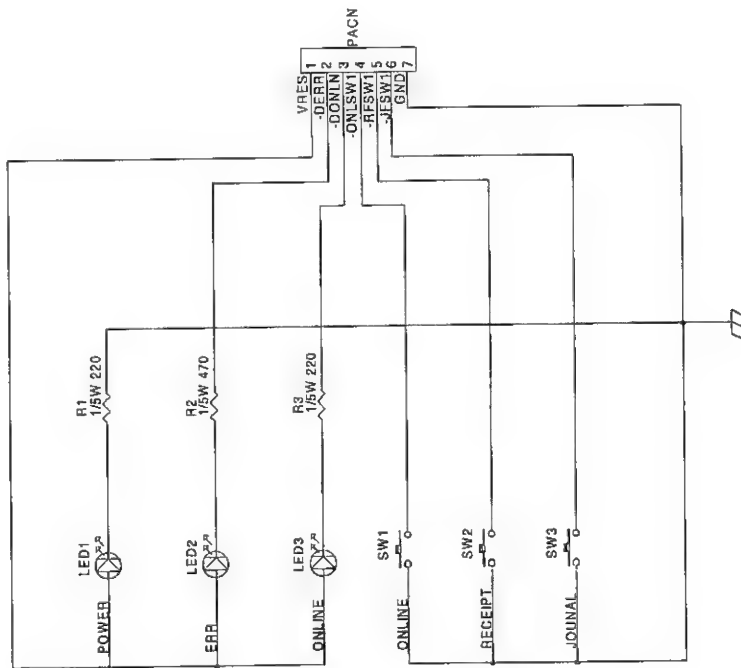 PACN
VRES
1
-DERR
2
-DONLN
3
-ONLSW1
4
-RFSW1
5
-JFSW1
6
GND
7
R1
1/5W 220
LED1
POWER
R2
1/5W 470
LED2
ERR
R3
1/5W 220
LED3
ONLINE
SW1
ONLINE
SW2
RECEIPT
SW3
JOUNAL